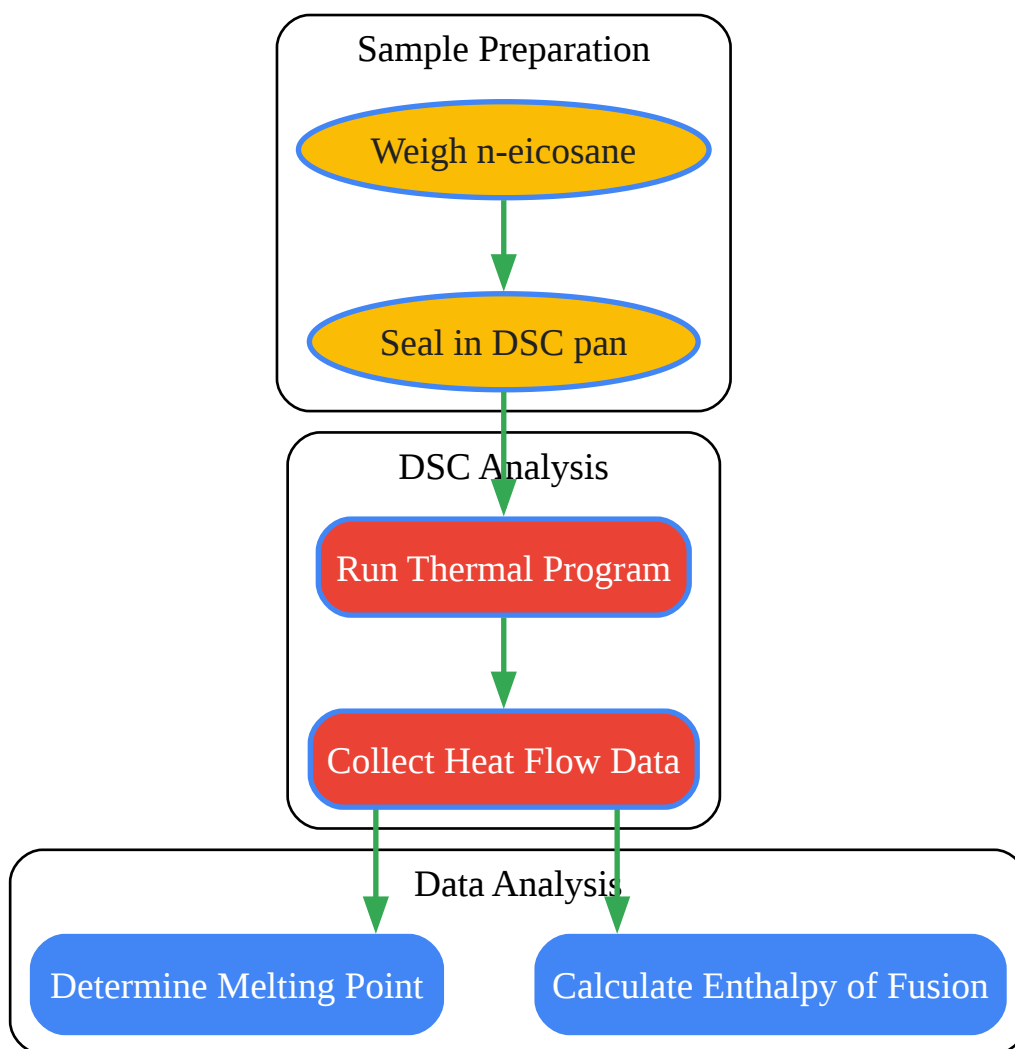 Sample Preparation
Weigh n-eicosane
Seal in DSC pan
DSC Analysis
Run Thermal Program
Collect Heat Flow Data
Data Analysis
Determine Melting Point
Calculate Enthalpy of Fusion